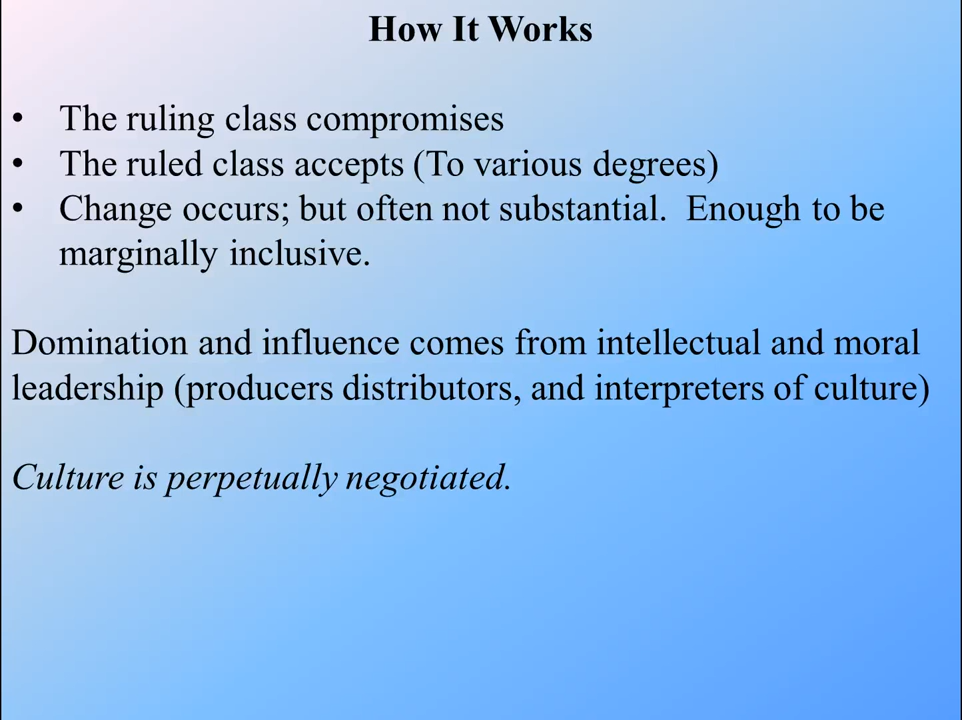 How It Works
• The ruling class compromises
• The ruled class accepts (To various degrees)
• Change occurs; but often not substantial.  Enough to be
marginally inclusive.
Domination and influence comes from intellectual and moral
leadership (producers distributors, and interpreters of culture)
Culture is perpetually negotiated.